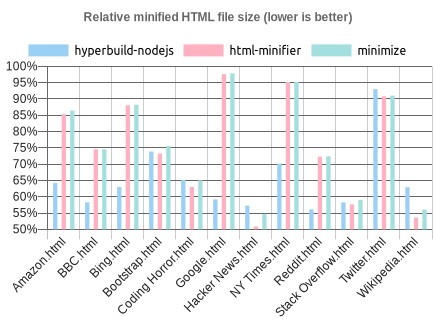 Relative minified HTML file size (lower is better)
hyperbuild-nodejs html-minifier minimize
100%
95%
90%
85%
80%
75%
70%
65%
60%
55%
50%
Amazon.html
BBC.html
Bing.html
Bootstrap.html
Coding Horror.html
Google.html
Hacker News.html
NY Times.html
Reddit.html
Stack Overflow.html
Twitter.html
Wikipedia.html